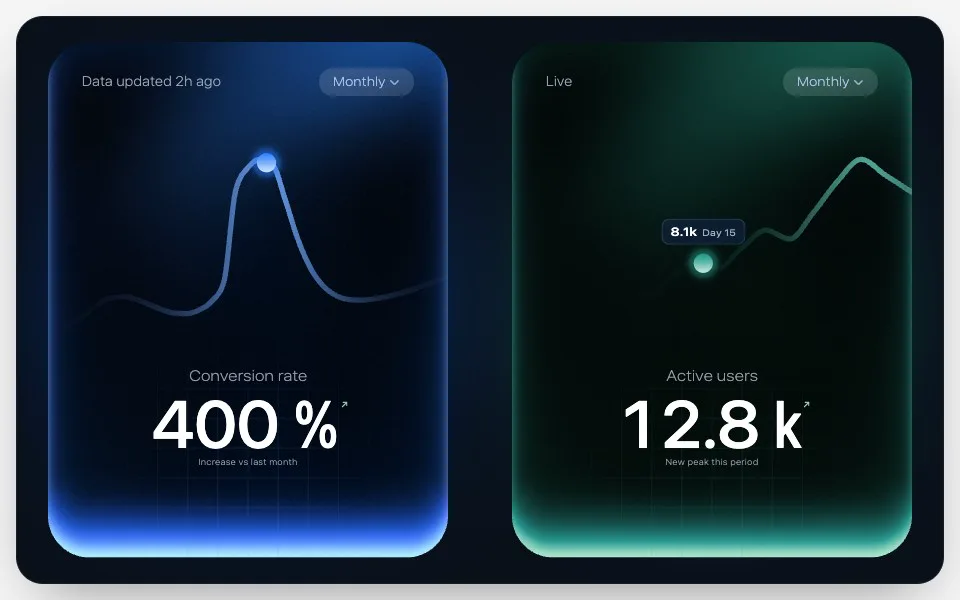 Data updated 2h ago
Monthly
Conversion rate
400 %
Increase vs last month
Live
Monthly
8.1k Day 15
Active users
12.8 k
New peak this period